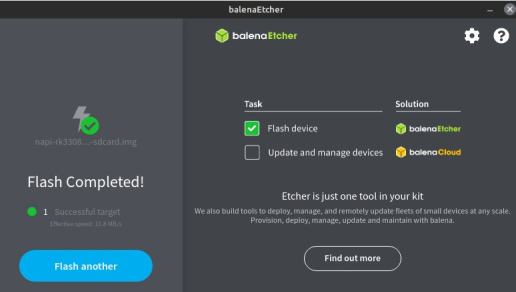 balenaEtcher
balenaEtcher
napi-rk3308...-sdcard.img
Flash Completed!
1 Successful target
Effective speed: 21.8 MB/s
Flash another
Task
Solution
Flash device
balenaEtcher
Update and manage devices
balenaCloud
Etcher is just one tool in your kit
We also build tools to deploy, manage, and remotely update fleets of small devices at any scale.
Provision, deploy, manage, update and maintain with balena.
Find out more